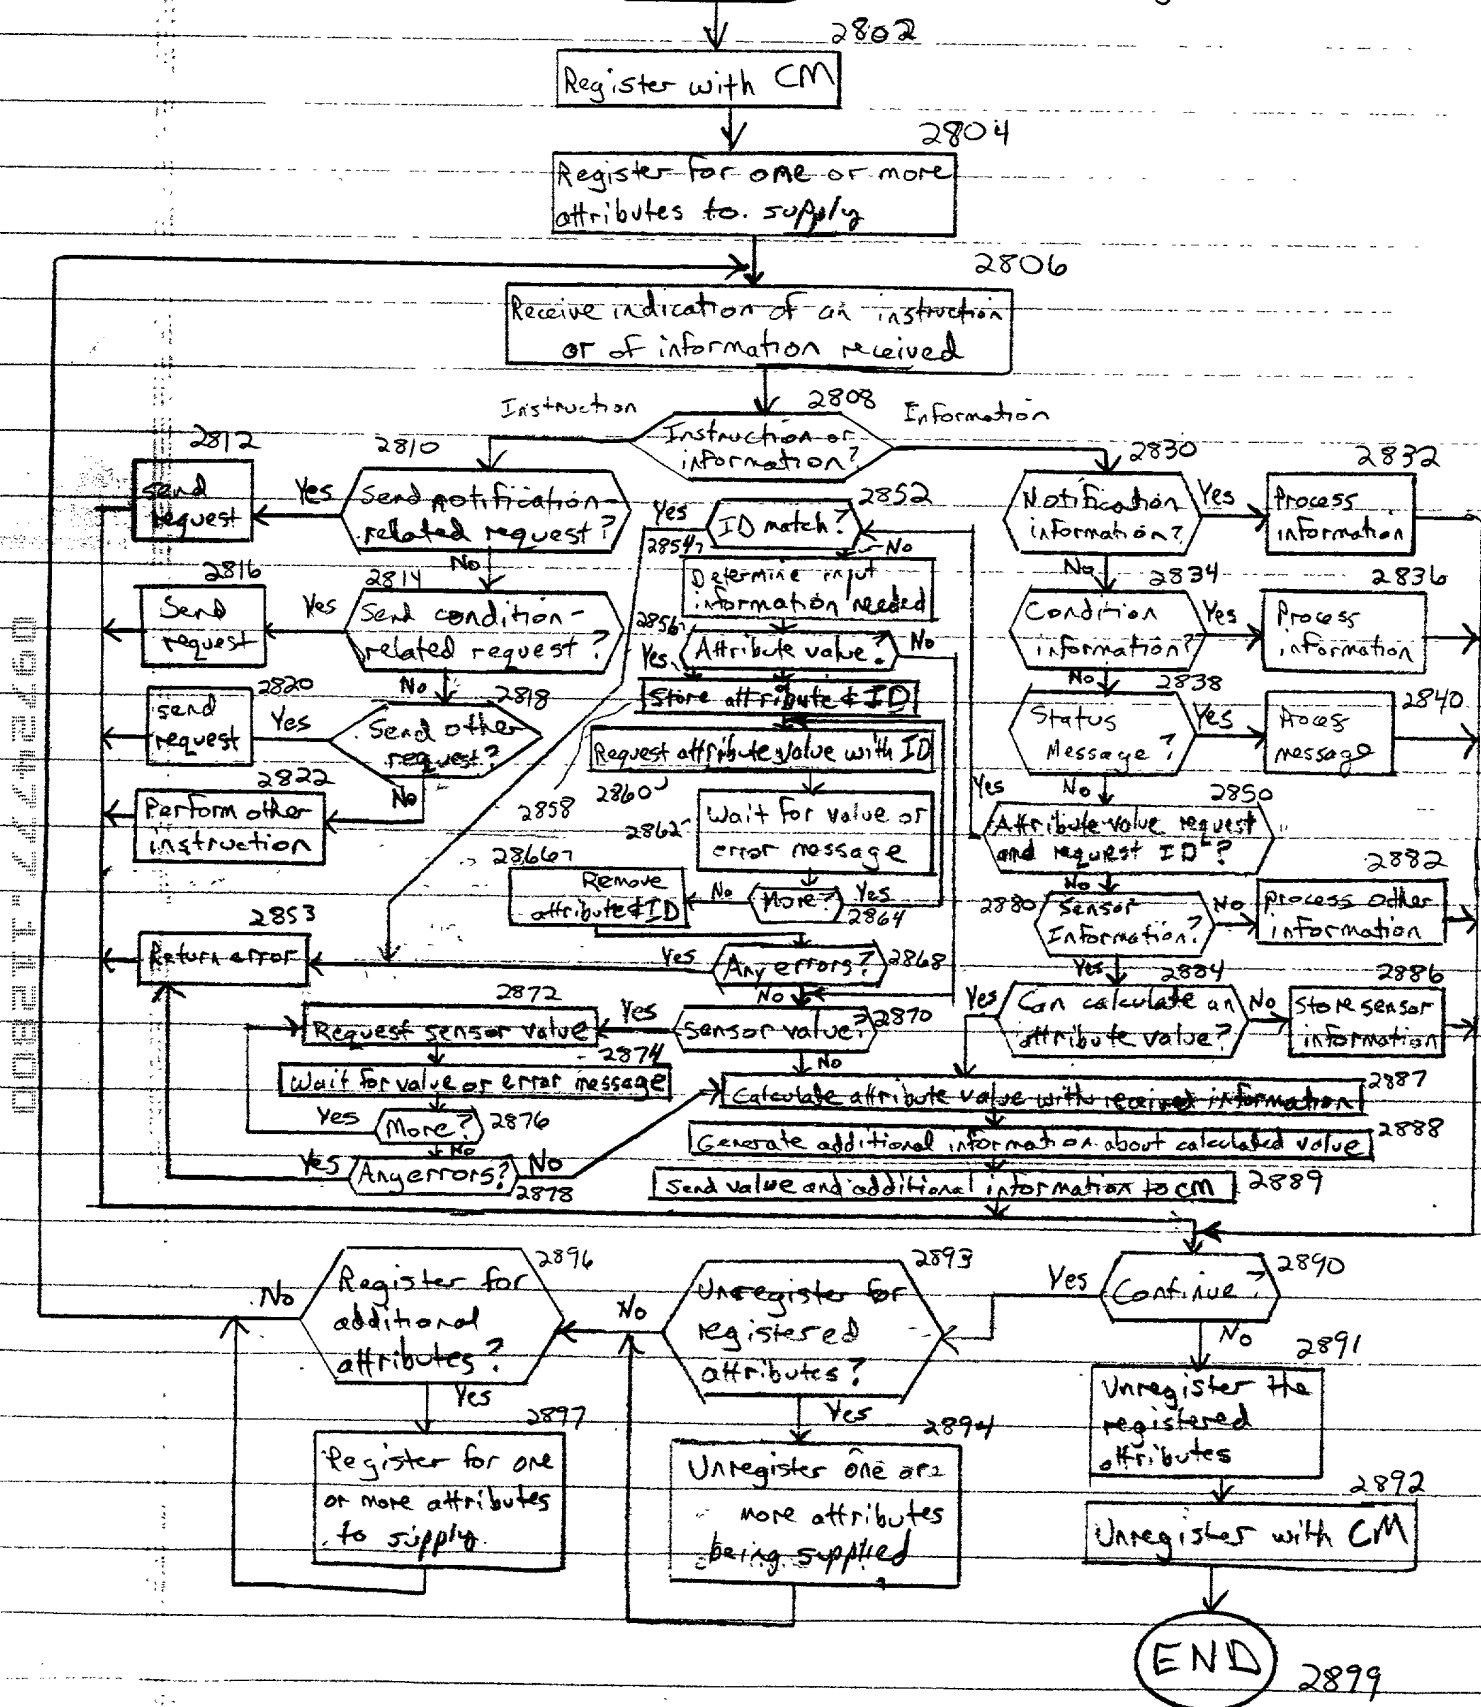 2802
Register with CM
2804
Register for one or more
attributes to supply
2806
Receive indication of an instruction
or of information received
2808
Instruction
Information
Instruction or
information?
2812
Send
request
Yes
2810
Send notification-
related request?
No
2816
Send
request
Yes
2814
Send condition-
related request?
No
2820
send
request
Yes
2818
Send other
request?
No
2822
Perform other
instruction
2852
Yes
ID match?
No
2854
Determine input
information needed
2856
Attribute value?
No
Yes
Store attribute & ID
2858
Request attribute value with ID
2860
2862
Wait for value or
error message
2866
Remove
attribute & ID
No
More?
Yes
2864
2853
Return error
Yes
Any errors?
2868
No
2872
Request sensor value
Yes
Sensor value?
2870
No
2874
Wait for value or error message
Yes
More?
2876
No
Yes
Any errors?
No
2878
2830
Notification
information?
Yes
2832
Process
information
No
2834
Condition
information?
Yes
2836
Process
information
No
2838
Status
Message?
Yes
2840
message
No
Yes
2850
Attribute value request
and request ID?
No
2880
Sensor
Information?
No
2882
Process other
information
Yes
2884
Yes
Can calculate an
attribute value?
No
2886
Store sensor
information
2887
Calculate attribute value with received information
2888
Generate additional information about calculated value
Send value and additional information to CM
2889
2890
Continue?
Yes
No
2891
Unregister the
registered
attributes
2892
Unregister with CM
END
2899
2893
Unregister for
registered
attributes?
No
Yes
2894
Unregister one or
more attributes
being supplied
2896
Register for
additional
attributes?
No
Yes
2897
Register for one
or more attributes
to supply